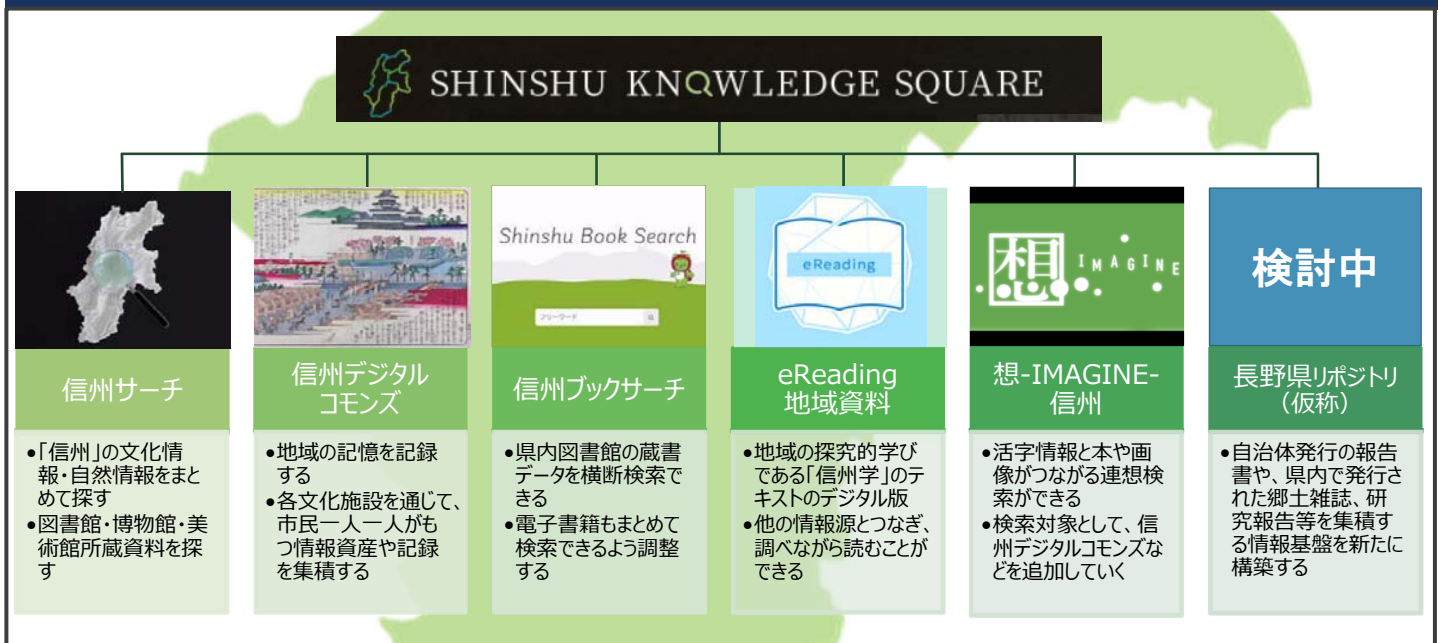 SHINSHU KNOWLEDGE SQUARE
Shinshu Book Search
フリーワード
eReading
想
IMAGINE
検討中
信州サーチ
信州デジタル
コモンズ
信州ブックサーチ
eReading
地域資料
想-IMAGINE-
信州
長野県リポジトリ
（仮称）
•「信州」の文化情
報・自然情報をまと
めて探す
•図書館・博物館・美
術館所蔵資料を探
す
•地域の記憶を記録
する
•各文化施設を通じて、
市民一人一人がも
つ情報資産や記録
を集積する
•県内図書館の蔵書
データを横断検索で
きる
•電子書籍もまとめて
検索できるよう調整
する
•地域の探究的学び
である「信州学」のテ
キストのデジタル版
•他の情報源とつなぎ、
調べながら読むことが
できる
•活字情報と本や画
像がつながる連想検
索ができる
•検索対象として、信
州デジタルコモンズな
どを追加していく
•自治体発行の報告
書や、県内で発行さ
れた郷土雑誌、研
究報告等を集積す
る情報基盤を新たに
構築する